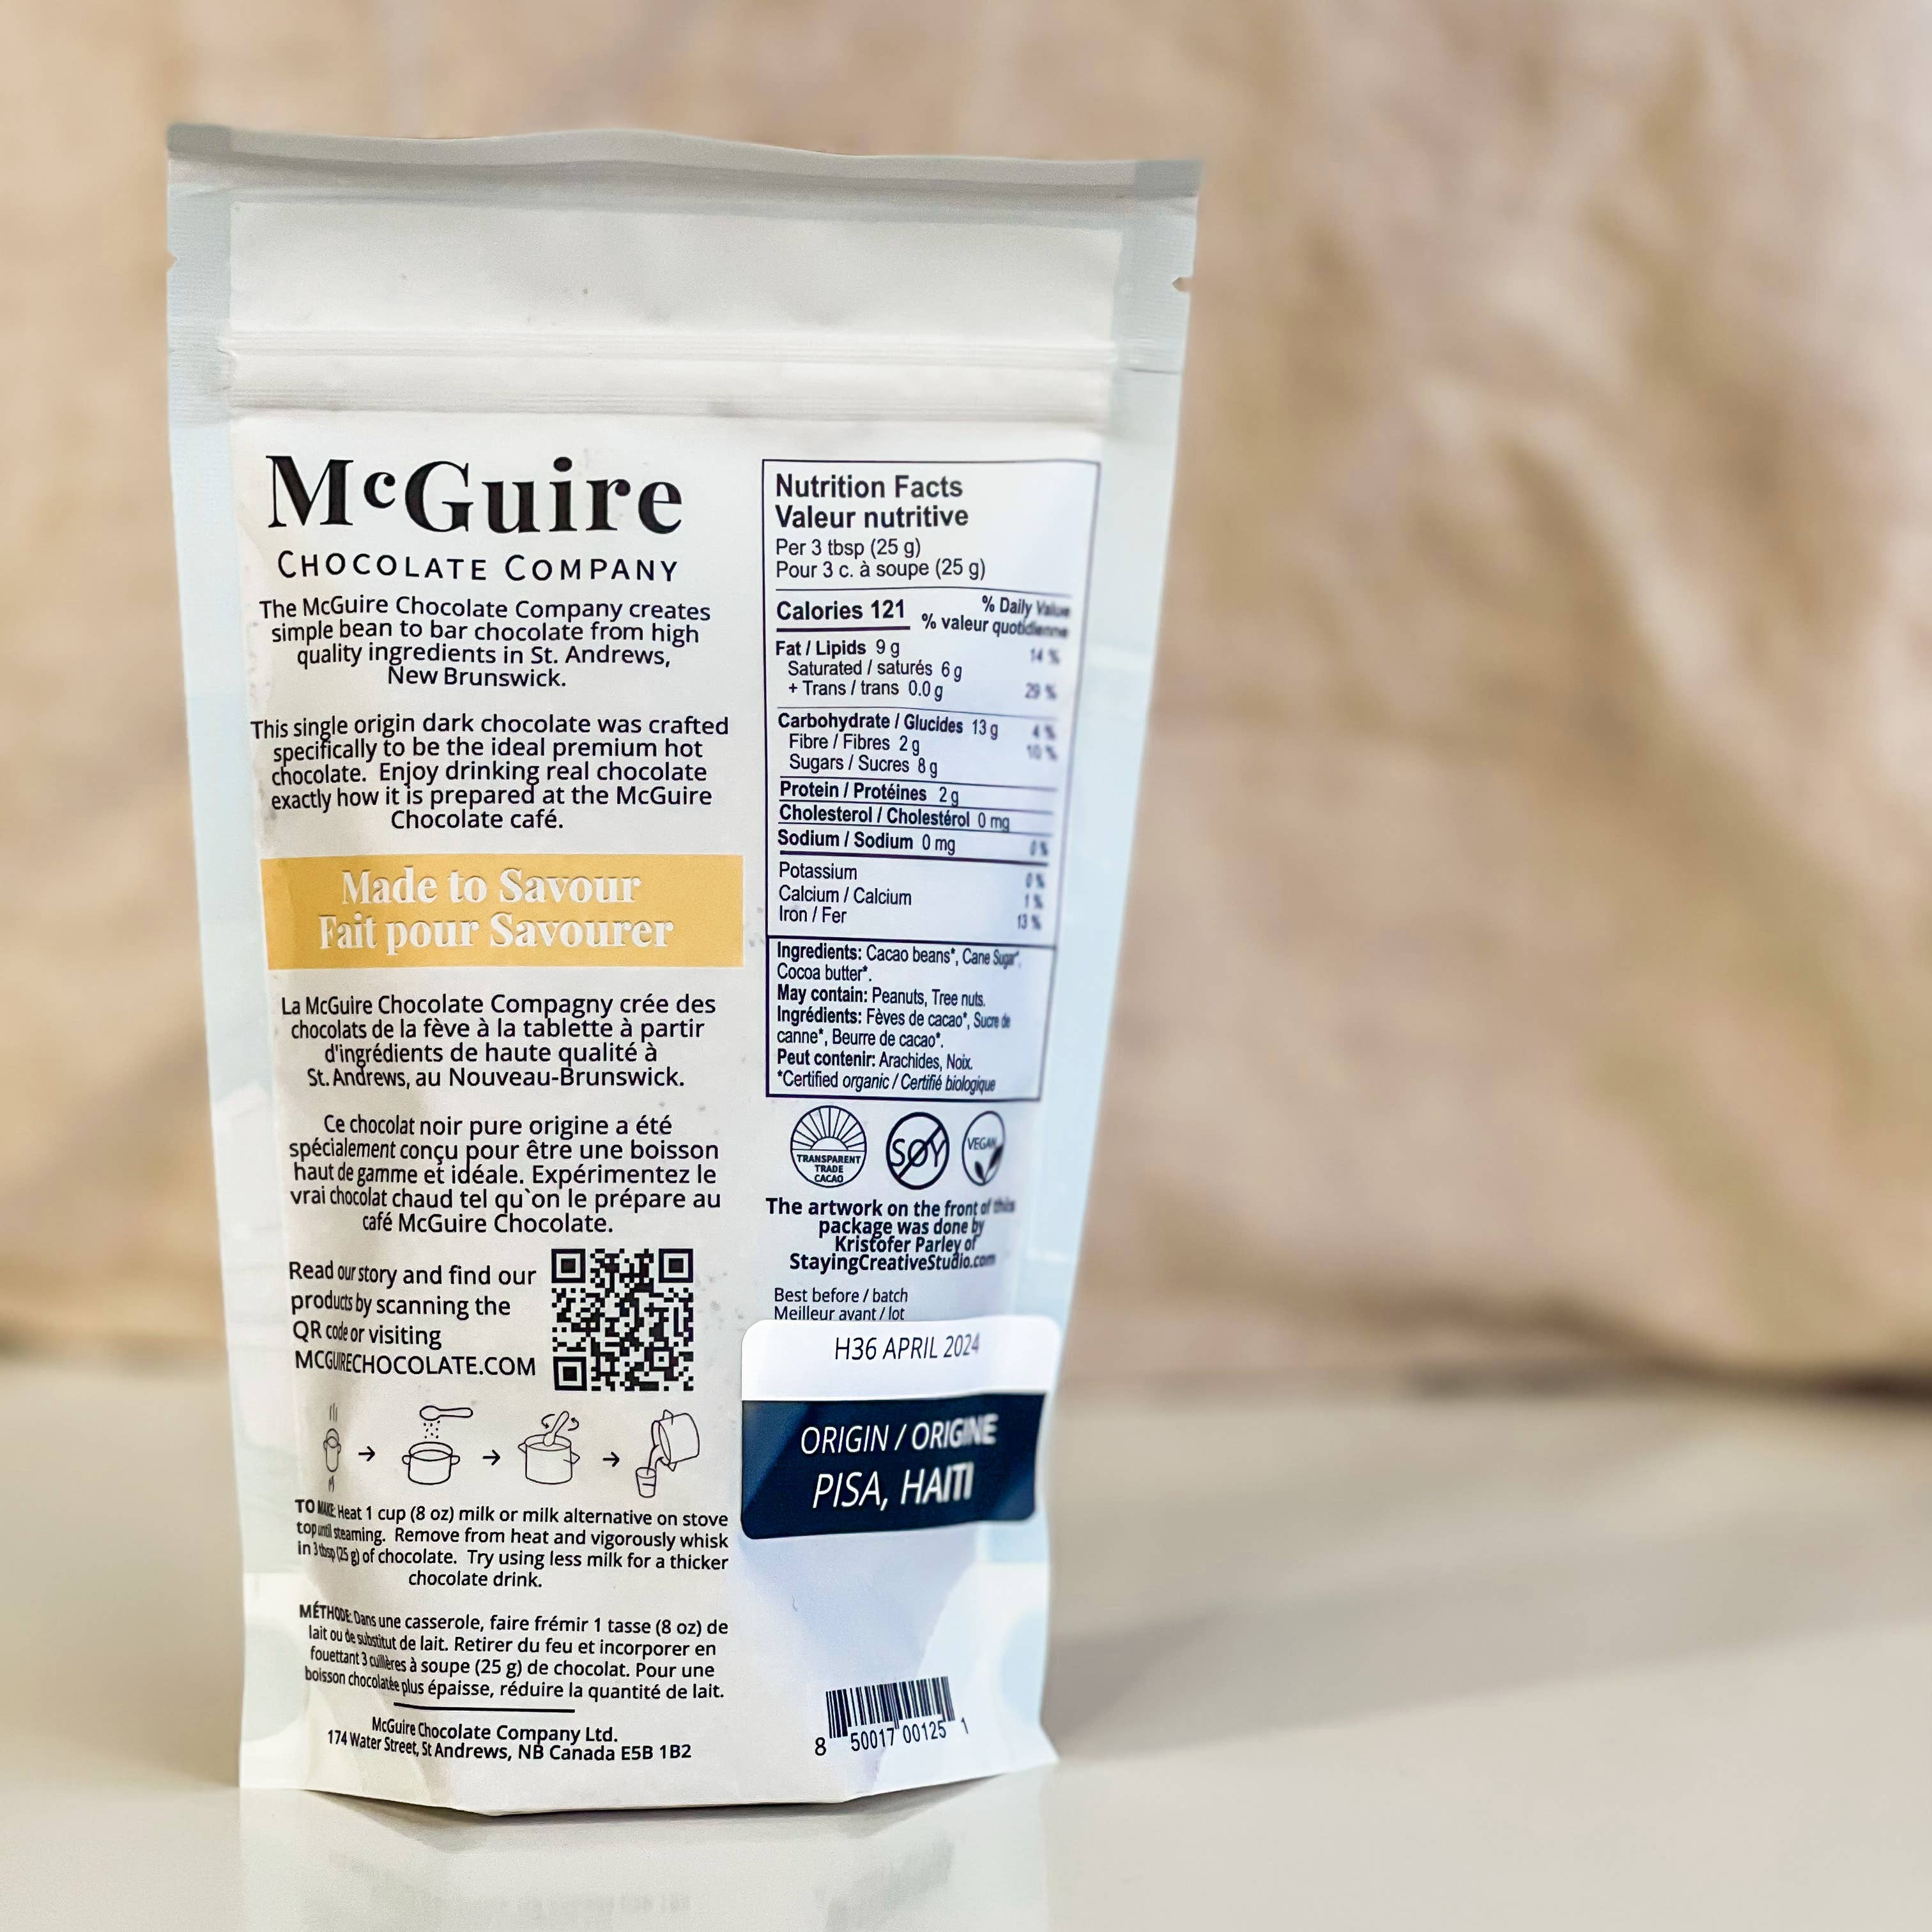 McGuire
CHOCOLATE COMPANY
The McGuire Chocolate Company creates
simple bean to bar chocolate from high
quality ingredients in St. Andrews,
New Brunswick.
This single origin dark chocolate was crafted
specifically to be the ideal premium hot
chocolate. Enjoy drinking real chocolate
exactly how it is prepared at the McGuire
Chocolate café.
Made to Savour
Fait pour Savourer
La McGuire Chocolate Compagny crée des
chocolats de la fève à la tablette à partir
d'ingrédients de haute qualité à
St. Andrews, au Nouveau-Brunswick.
Ce chocolat noir pure origine a été
spécialement conçu pour être une boisson
haut de gamme et idéale. Expérimentez le
vrai chocolat chaud tel qu`on le prépare au
café McGuire Chocolate.
Read our story and find our
products by scanning the
QR code or visiting
MCGUIRECHOCOLATE.COM
TO MAKE: Heat 1 cup (8 oz) milk or milk alternative on stove
top until steaming. Remove from heat and vigorously whisk
in 3 tbsp (25 g) of chocolate. Try using less milk for a thicker
chocolate drink.
MÉTHODE: Dans une casserole, faire frémir 1 tasse (8 oz) de
lait ou de substitut de lait. Retirer du feu et incorporer en
fouettant 3 cuillères à soupe (25 g) de chocolat. Pour une
boisson chocolatée plus épaisse, réduire la quantité de lait.
McGuire Chocolate Company Ltd.
174 Water Street, St Andrews, NB Canada E5B 1B2
Nutrition Facts
Valeur nutritive
Per 3 tbsp (25 g)
Pour 3 c. à soupe (25 g)
Calories 121
% Daily Value
% valeur quotidienne
Fat / Lipids 9 g 14 %
Saturated / saturés 6 g
+ Trans / trans 0.0 g 29 %
Carbohydrate / Glucides 13 g 4 %
Fibre / Fibres 2 g 10 %
Sugars / Sucres 8 g
Protein / Protéines 2 g
Cholesterol / Cholestérol 0 mg
Sodium / Sodium 0 mg 0 %
Potassium 0 %
Calcium / Calcium 1 %
Iron / Fer 13 %
Ingredients: Cacao beans*, Cane Sugar*,
Cocoa butter*.
May contain: Peanuts, Tree nuts.
Ingrédients: Fèves de cacao*, Sucre de
canne*, Beurre de cacao*.
Peut contenir: Arachides, Noix.
*Certified organic / Certifié biologique
TRANSPARENT
TRADE
CACAO
SOY
VEGAN
The artwork on the front of this
package was done by
Kristofer Parley of
StayingCreativeStudio.com
Best before / batch
Meilleur avant / lot
H36 APRIL 2024
ORIGIN / ORIGINE
PISA, HAITI
8 50017 00125 1